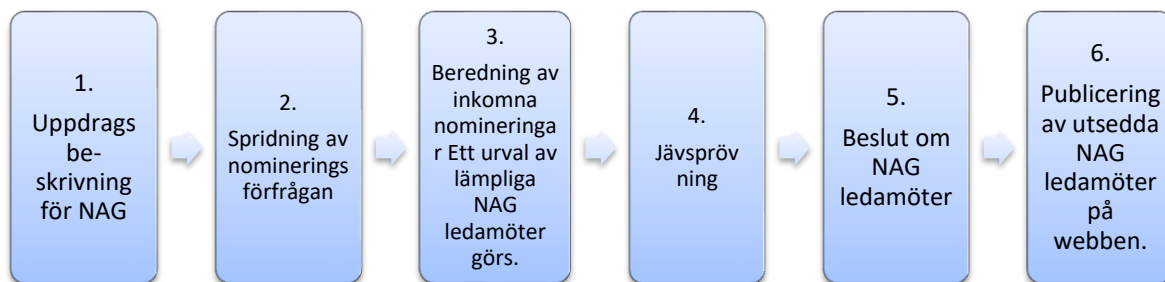 1.
Uppdrags
be-
skrivning
för NAG
2.
Spridning av
nominerings
förfrågan
3.
Beredning av
inkomna
nomineringa
r Ett urval av
lämpliga
NAG
ledamöter
görs.
4.
Jävspröv
ning
5.
Beslut om
NAG
ledamöter
6.
Publicering
av utsedda
NAG
ledamöter
på
webben.